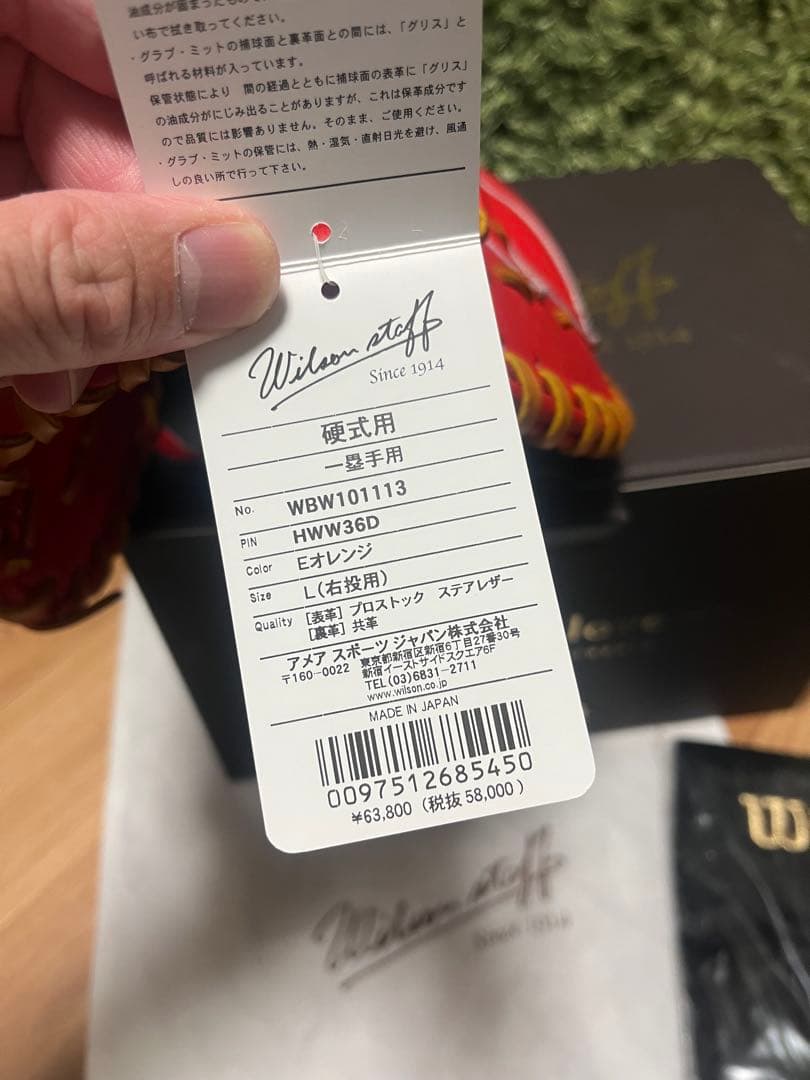 い布で拭き取ってください。
・グラブ・ミットの捕球面と裏革面との間には、「グリス」と
呼ばれる材料が入っています。
保管状態により 間の経過とともに捕球面の表革に「グリス」
の油成分がにじみ出ることがありますが、これは保革成分です
ので品質には影響ありません。そのまま、ご使用ください。
・グラブ・ミットの保管には、熱・湿気・直射日光を避け、風通
しの良い所で行って下さい。
Wilson staff
Since 1914
硬式用
一塁手用
No. WBW101113
PIN HWW36D
Color Eオレンジ
Size L(右投用)
Quality [表革] プロストック ステアレザー
[裏革] 共革
アメア スポーツ ジャパン株式会社
〒160-0022 東京都新宿区新宿6丁目27番30号
新宿イーストサイドスクエア6F
TEL(03)6831-2711
www.wilson.co.jp
MADE IN JAPAN
0097512685450
¥63,800 (税抜 58,000)
Wilson staff
Since 1914
W